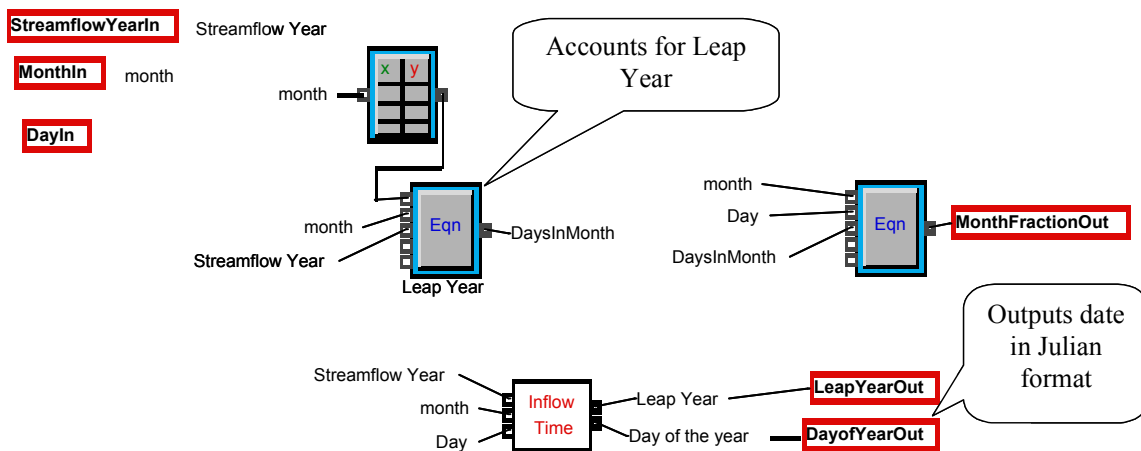 StreamflowYearIn
Streamflow Year
MonthIn
month
DayIn
month
x y
Accounts for Leap
Year
month
Streamflow Year
Eqn
DaysInMonth
Leap Year
month
Day
DaysInMonth
Eqn
MonthFractionOut
Outputs date
in Julian
format
Streamflow Year
month
Day
Inflow
Time
Leap Year
Day of the year
LeapYearOut
DayofYearOut